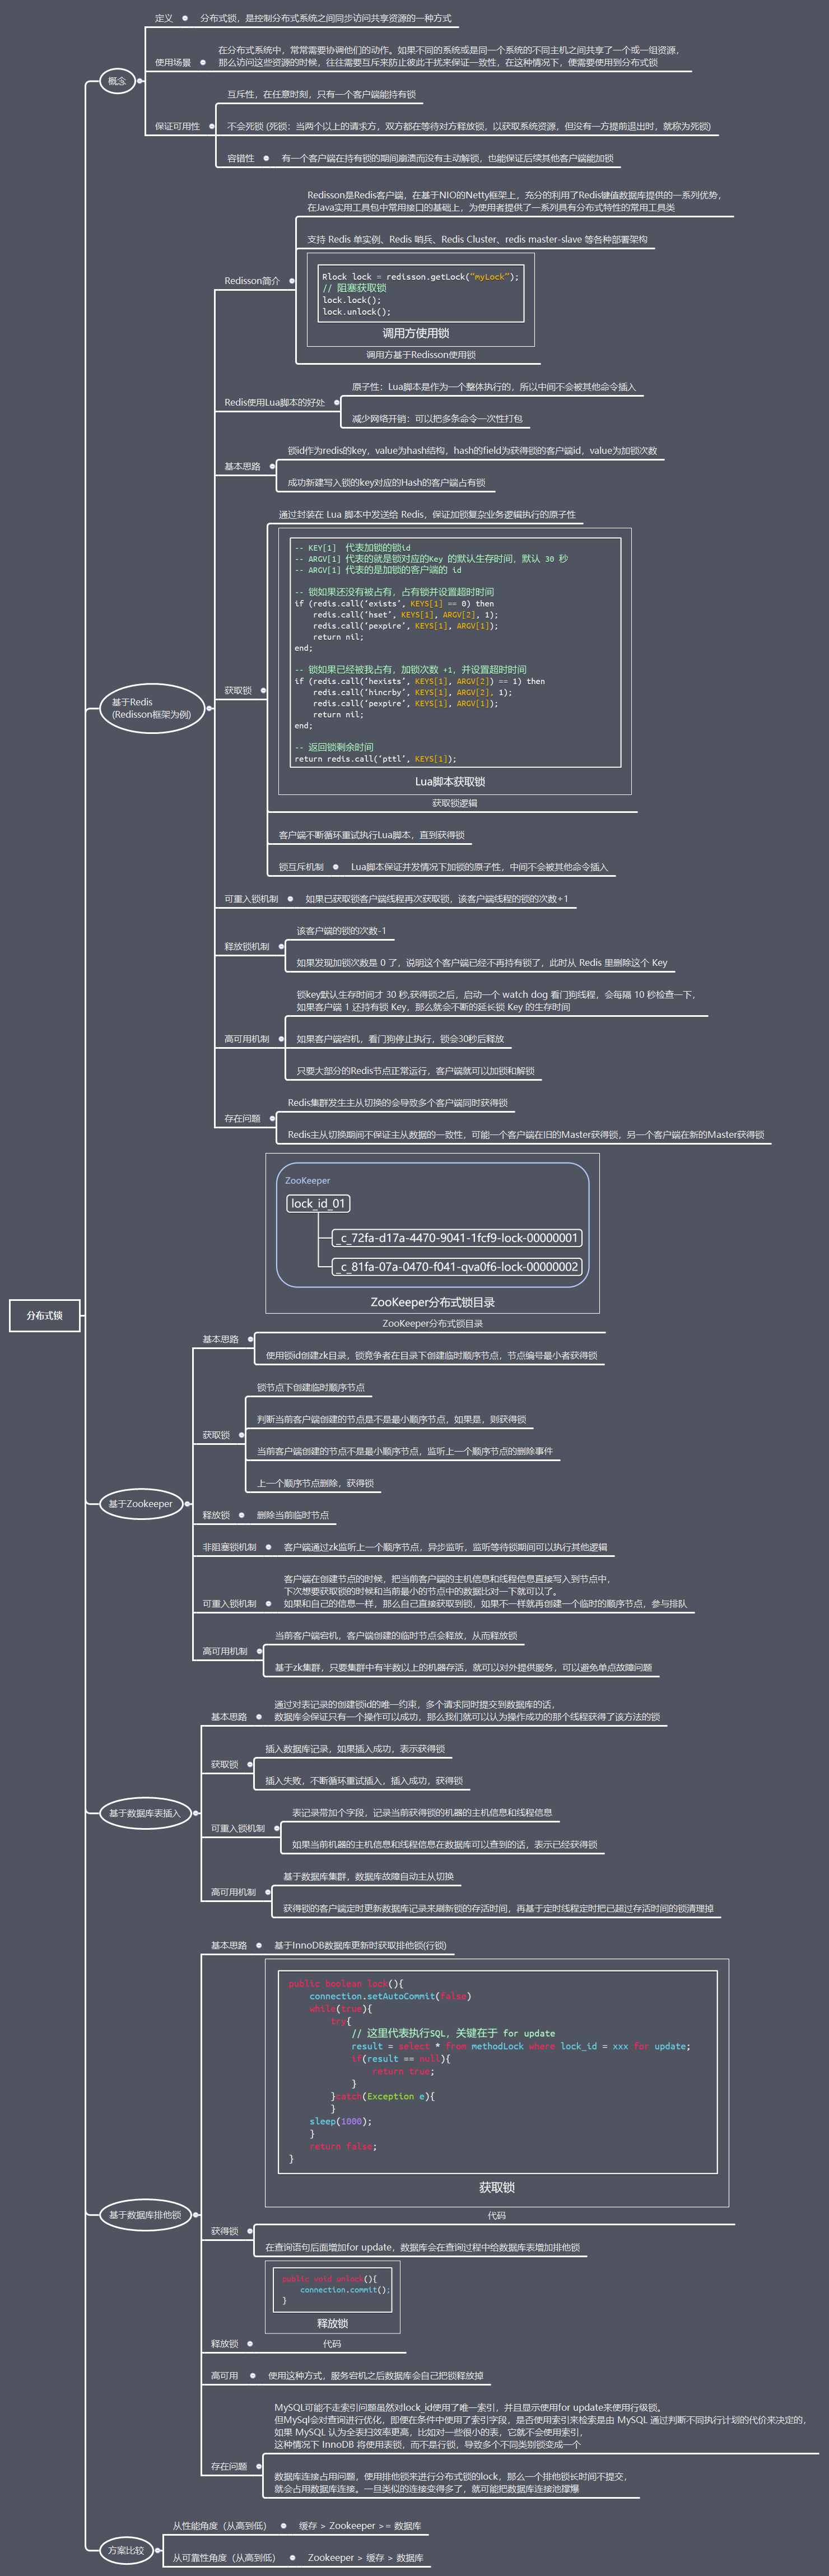 分布式锁
概念
定义
分布式锁，是控制分布式系统之间同步访问共享资源的一种方式
使用场景
在分布式系统中，常常需要协调他们的动作。如果不同的系统或是同一个系统的不同主机之间共享了一个或一组资源，
那么访问这些资源的时候，往往需要互斥来防止彼此干扰来保证一致性，在这种情况下，便需要使用到分布式锁
保证可用性
互斥性，在任意时刻，只有一个客户端能持有锁
不会死锁 (死锁：当两个以上的请求方，双方都在等待对方释放锁，以获取系统资源，但没有一方提前退出时，就称为死锁)
容错性
有一个客户端在持有锁的期间崩溃而没有主动解锁，也能保证后续其他客户端能加锁
基于Redis
(Redisson框架为例)
Redisson简介
Redisson是Redis客户端，在基于NIO的Netty框架上，充分的利用了Redis键值数据库提供的一系列优势，
在Java实用工具包中常用接口的基础上，为使用者提供了一系列具有分布式特性的常用工具类
支持 Redis 单实例、Redis 哨兵、Redis Cluster、redis master-slave 等各种部署架构
Rlock lock = redisson.getLock(“myLock”);
// 阻塞获取锁
lock.lock();
lock.unlock();
调用方使用锁
调用方基于Redisson使用锁
Redis使用Lua脚本的好处
原子性：Lua脚本是作为一个整体执行的，所以中间不会被其他命令插入
减少网络开销：可以把多条命令一次性打包
基本思路
锁id作为redis的key，value为hash结构，hash的field为获得锁的客户端id，value为加锁次数
成功新建写入锁的key对应的Hash的客户端占有锁
获取锁
通过封装在 Lua 脚本中发送给 Redis，保证加锁复杂业务逻辑执行的原子性
-- KEY[1] 代表加锁的锁id
-- ARGV[1] 代表的就是锁对应的Key 的默认生存时间，默认 30 秒
-- ARGV[1] 代表的是加锁的客户端的 id
-- 锁如果还没有被占有，占有锁并设置超时时间
if (redis.call(‘exists’, KEYS[1] == 0) then
redis.call(‘hset’, KEYS[1], ARGV[2], 1);
redis.call(‘pexpire’, KEYS[1], ARGV[1]);
return nil;
end;
-- 锁如果已经被我占有，加锁次数 +1，并设置超时时间
if (redis.call(‘hexists’, KEYS[1], ARGV[2]) == 1) then
redis.call(‘hincrby’, KEYS[1], ARGV[2], 1);
redis.call(‘pexpire’, KEYS[1], ARGV[1]);
return nil;
end;
-- 返回锁剩余时间
return redis.call(‘pttl’, KEYS[1]);
Lua脚本获取锁
获取锁逻辑
客户端不断循环重试执行Lua脚本，直到获得锁
锁互斥机制
Lua脚本保证并发情况下加锁的原子性，中间不会被其他命令插入
可重入锁机制
如果已获取锁客户端线程再次获取锁，该客户端线程的锁的次数+1
释放锁机制
该客户端的锁的次数-1
如果发现加锁次数是 0 了，说明这个客户端已经不再持有锁了，此时从 Redis 里删除这个 Key
高可用机制
锁key默认生存时间才 30 秒,获得锁之后，启动一个 watch dog 看门狗线程，会每隔 10 秒检查一下，
如果客户端 1 还持有锁 Key，那么就会不断的延长锁 Key 的生存时间
如果客户端宕机，看门狗停止执行，锁会30秒后释放
只要大部分的Redis节点正常运行，客户端就可以加锁和解锁
存在问题
Redis集群发生主从切换的会导致多个客户端同时获得锁
Redis主从切换期间不保证主从数据的一致性，可能一个客户端在旧的Master获得锁，另一个客户端在新的Master获得锁
基于Zookeeper
基本思路
ZooKeeper
lock_id_01
_c_72fa-d17a-4470-9041-1fcf9-lock-00000001
_c_81fa-07a-0470-f041-qva0f6-lock-00000002
ZooKeeper分布式锁目录
ZooKeeper分布式锁目录
使用锁id创建zk目录，锁竞争者在目录下创建临时顺序节点，节点编号最小者获得锁
获取锁
锁节点下创建临时顺序节点
判断当前客户端创建的节点是不是最小顺序节点，如果是，则获得锁
当前客户端创建的节点不是最小顺序节点，监听上一个顺序节点的删除事件
上一个顺序节点删除，获得锁
释放锁
删除当前临时节点
非阻塞锁机制
客户端通过zk监听上一个顺序节点，异步监听，监听等待锁期间可以执行其他逻辑
可重入锁机制
客户端在创建节点的时候，把当前客户端的主机信息和线程信息直接写入到节点中，
下次想要获取锁的时候和当前最小的节点中的数据比对一下就可以了。
如果和自己的信息一样，那么自己直接获取到锁，如果不一样就再创建一个临时的顺序节点，参与排队
高可用机制
当前客户端宕机，客户端创建的临时节点会释放，从而释放锁
基于zk集群，只要集群中有半数以上的机器存活，就可以对外提供服务，可以避免单点故障问题
基于数据库表插入
基本思路
通过对表记录的创建锁id的唯一约束，多个请求同时提交到数据库的话，
数据库会保证只有一个操作可以成功，那么我们就可以认为操作成功的那个线程获得了该方法的锁
获取锁
插入数据库记录，如果插入成功，表示获得锁
插入失败，不断循环重试插入，插入成功，获得锁
可重入锁机制
表记录带加个字段，记录当前获得锁的机器的主机信息和线程信息
如果当前机器的主机信息和线程信息在数据库可以查到的话，表示已经获得锁
高可用机制
基于数据库集群，数据库故障自动主从切换
获得锁的客户端定时更新数据库记录来刷新锁的存活时间，再基于定时线程定时把已超过存活时间的锁清理掉
基于数据库排他锁
基本思路
基于InnoDB数据库更新时获取排他锁(行锁)
获得锁
public boolean lock(){
connection.setAutoCommit(false)
while(true){
try{
// 这里代表执行SQL，关键在于 for update
result = select * from methodLock where lock_id = xxx for update;
if(result == null){
return true;
}
}catch(Exception e){
}
sleep(1000);
}
return false;
}
获取锁
代码
在查询语句后面增加for update，数据库会在查询过程中给数据库表增加排他锁
释放锁
public void unlock(){
connection.commit();
}
释放锁
代码
高可用
使用这种方式，服务宕机之后数据库会自己把锁释放掉
存在问题
MySQL可能不走索引问题虽然对lock_id使用了唯一索引，并且显示使用for update来使用行级锁。
但MySql会对查询进行优化，即便在条件中使用了索引字段，是否使用索引来检索是由 MySQL 通过判断不同执行计划的代价来决定的，
如果 MySQL 认为全表扫效率更高，比如对一些很小的表，它就不会使用索引，
这种情况下 InnoDB 将使用表锁，而不是行锁，导致多个不同类别锁变成一个
数据库连接占用问题，使用排他锁来进行分布式锁的lock，那么一个排他锁长时间不提交，
就会占用数据库连接。一旦类似的连接变得多了，就可能把数据库连接池撑爆
方案比较
从性能角度（从高到低）
缓存 > Zookeeper >= 数据库
从可靠性角度（从高到低）
Zookeeper > 缓存 > 数据库